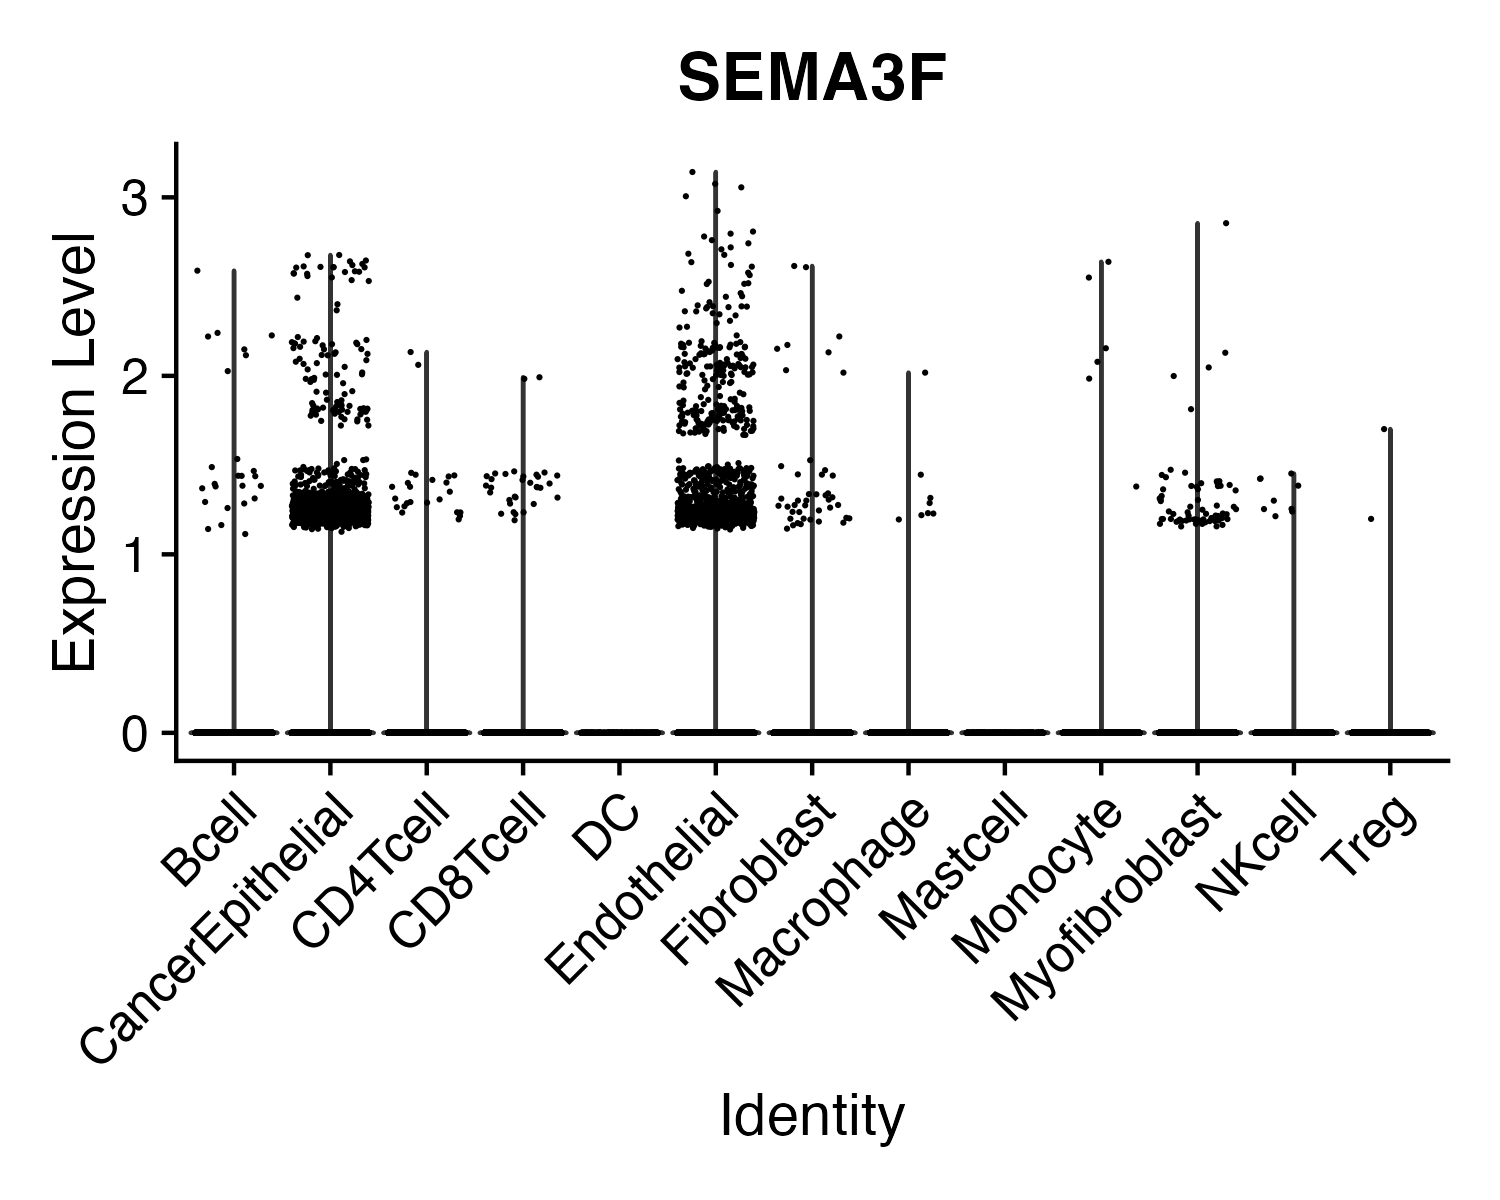 SEMA3F
Expression Level
3
2
1
0
Bcell
CancerEpithelial
CD4Tcell
CD8Tcell
DC
Endothelial
Fibroblast
Macrophage
Mastcell
Monocyte
Myofibroblast
NKcell
Treg
Identity